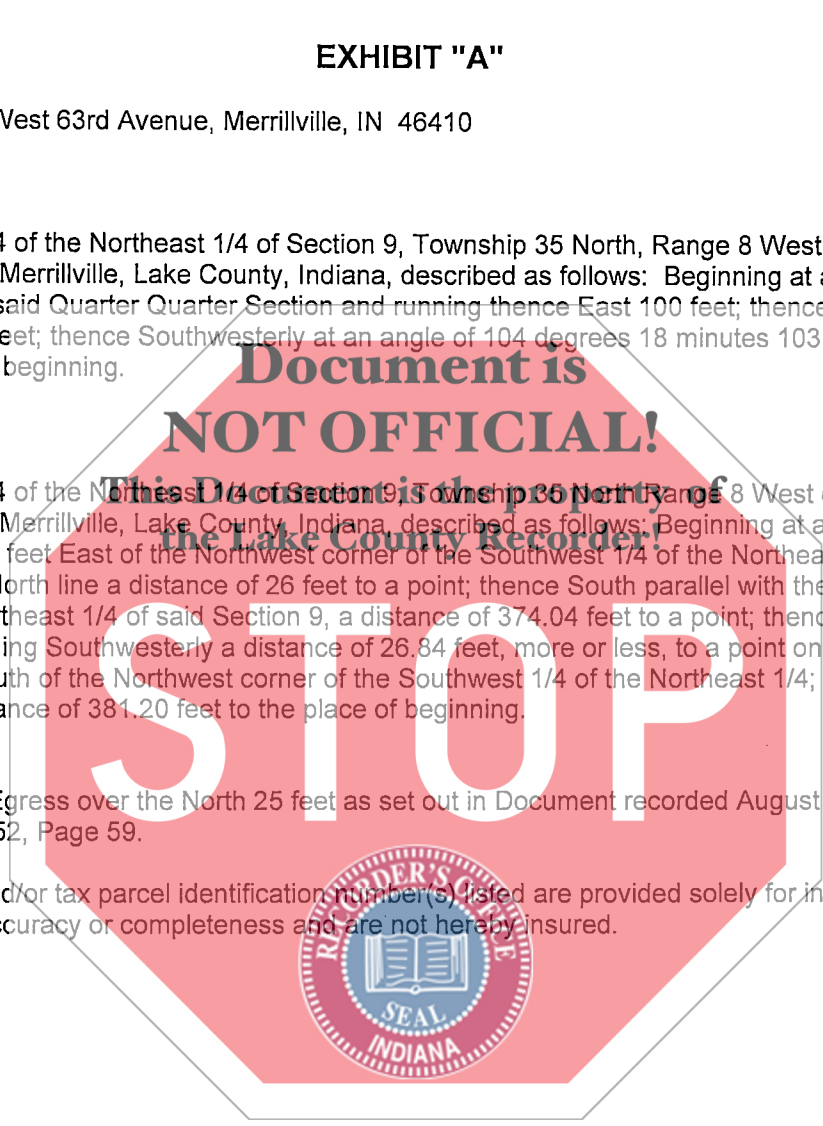 EXHIBIT "A"
West 63rd Avenue, Merrillville, IN 46410
4 of the Northeast 1/4 of Section 9, Township 35 North, Range 8 West
Merrillville, Lake County, Indiana, described as follows: Beginning at a
said Quarter Quarter Section and running thence East 100 feet; thence
eet; thence Southwesterly at an angle of 104 degrees 18 minutes 103
beginning.
Document is
NOT OFFICIAL!
This Document is the property of
the Lake County Recorder!
4 of the Northeast 1/4 of Section 9, Township 35 North Range 8 West
Merrillville, Lake County, Indiana, described as follows: Beginning at a
feet East of the Northwest corner of the Southwest 1/4 of the Northea
orth line a distance of 26 feet to a point; thence South parallel with the
theast 1/4 of said Section 9, a distance of 374.04 feet to a point; thenc
ing Southwesterly a distance of 26.84 feet, more or less, to a point on
uth of the Northwest corner of the Southwest 1/4 of the Northeast 1/4;
ance of 381.20 feet to the place of beginning.
STOP
Egress over the North 25 feet as set out in Document recorded August
52, Page 59.
d/or tax parcel identification number(s) listed are provided solely for in
ccuracy or completeness and are not hereby insured.
RECORDER'S OFFICE
SEAL
INDIANA